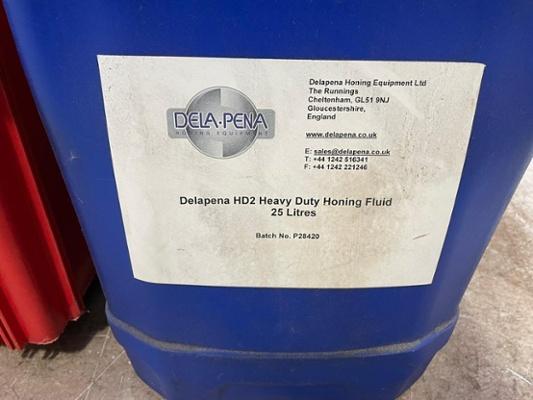 DELA·PENA
HONING EQUIPMENT
Delapena Honing Equipment Ltd
The Runnings
Cheltenham, GL51 9NJ
Gloucestershire,
England
www.delapena.co.uk
E: sales@delapena.co.uk
T: +44 1242 516341
F: +44 1242 221246
Delapena HD2 Heavy Duty Honing Fluid
25 Litres
Batch No. P28420